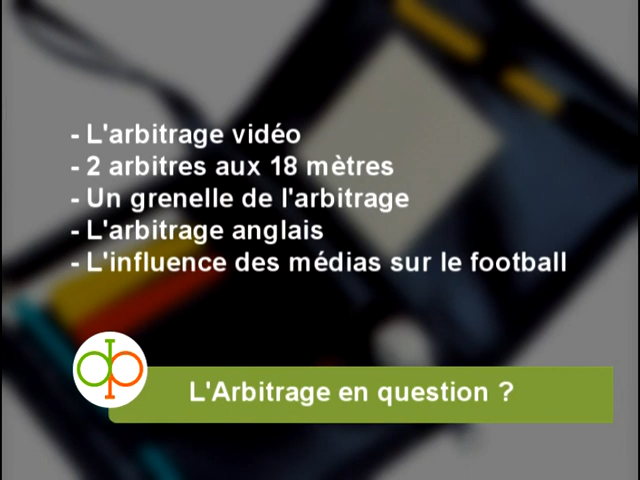 - L'arbitrage vidéo
- 2 arbitres aux 18 mètres
- Un grenelle de l'arbitrage
- L'arbitrage anglais
- L'influence des médias sur le football
L'Arbitrage en question ?